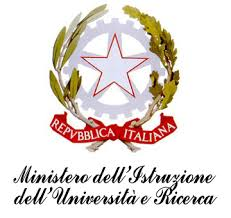 REPVBBLICA ITALIANA
Ministero dell'Istruzione
dell'Università e Ricerca